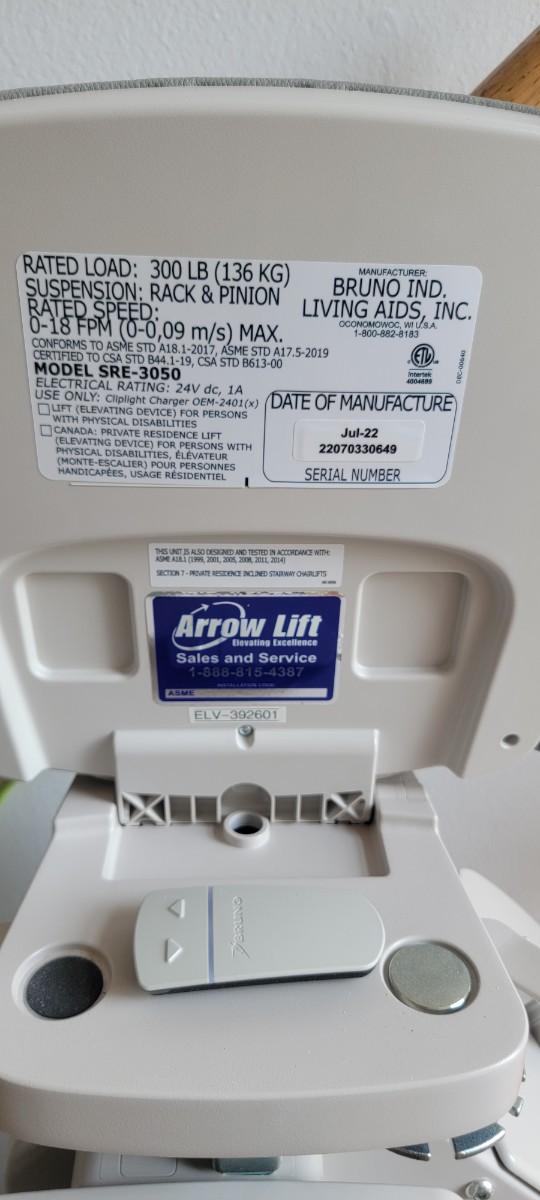 RATED LOAD: 300 LB (136 KG)
SUSPENSION: RACK & PINION
RATED SPEED:
0-18 FPM (0-0,09 m/s) MAX.
CONFORMS TO ASME STD A18.1-2017, ASME STD A17.5-2019
CERTIFIED TO CSA STD B44.1-19, CSA STD B613-00
MODEL SRE-3050
ELECTRICAL RATING: 24V dc, 1A
USE ONLY: Cliplight Charger OEM-2401(x)
LIFT (ELEVATING DEVICE) FOR PERSONS
WITH PHYSICAL DISABILITIES
CANADA: PRIVATE RESIDENCE LIFT
(ELEVATING DEVICE) FOR PERSONS WITH
PHYSICAL DISABILITIES, ÉLÉVATEUR
(MONTE-ESCALIER) POUR PERSONNES
HANDICAPÉES, USAGE RÉSIDENTIEL
MANUFACTURER:
BRUNO IND.
LIVING AIDS, INC.
OCONOMOWOC, WI U.S.A.
1-800-882-8183
ETL
Intertek
4004689
DEC-00640
DATE OF MANUFACTURE
Jul-22
22070330649
SERIAL NUMBER
THIS UNIT IS ALSO DESIGNED AND TESTED IN ACCORDANCE WITH:
ASME A18.1 (1999, 2001, 2005, 2008, 2011, 2014)
SECTION 7 - PRIVATE RESIDENCE INCLINED STAIRWAY CHAIRLIFTS
Arrow Lift
Elevating Excellence
Sales and Service
1-888-815-4387
INSTALLATION CODE:
ASME
ELV-392601
BRUNO